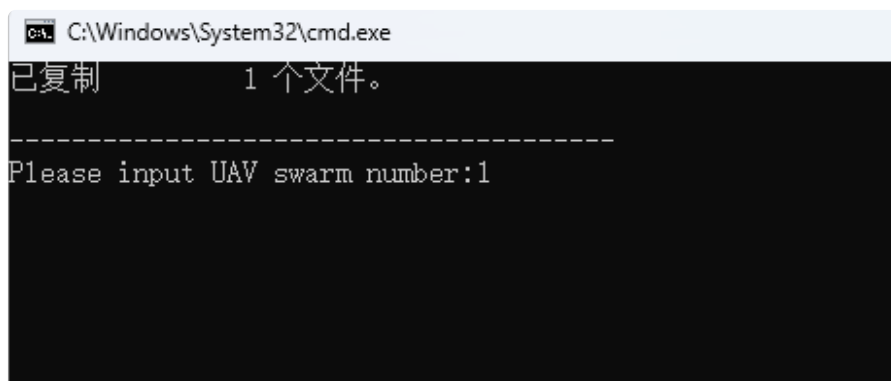 C:\Windows\System32\cmd.exe
已复制         1 个文件。
---------------------------------------
Please input UAV swarm number:1